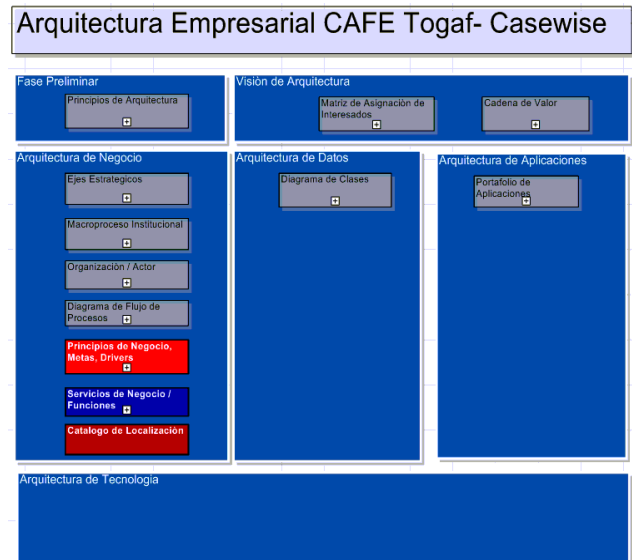 Arquitectura Empresarial CAFE Togaf- Casewise
Fase Preliminar
Principios de Arquitectura
Visiòn de Arquitectura
Matriz de Asignaciòn de
Interesados
Cadena de Valor
Arquitectura de Negocio
Ejes Estrategicos
Macroproceso Institucional
Organizaciòn / Actor
Diagrama de Flujo de
Procesos
Principios de Negocio,
Metas, Drivers
Servicios de Negocio /
Funciones
Catalogo de Localizaciòn
Arquitectura de Datos
Diagrama de Clases
Arquitectura de Aplicaciones
Portafolio de
Aplicaciones
Arquitectura de Tecnologia